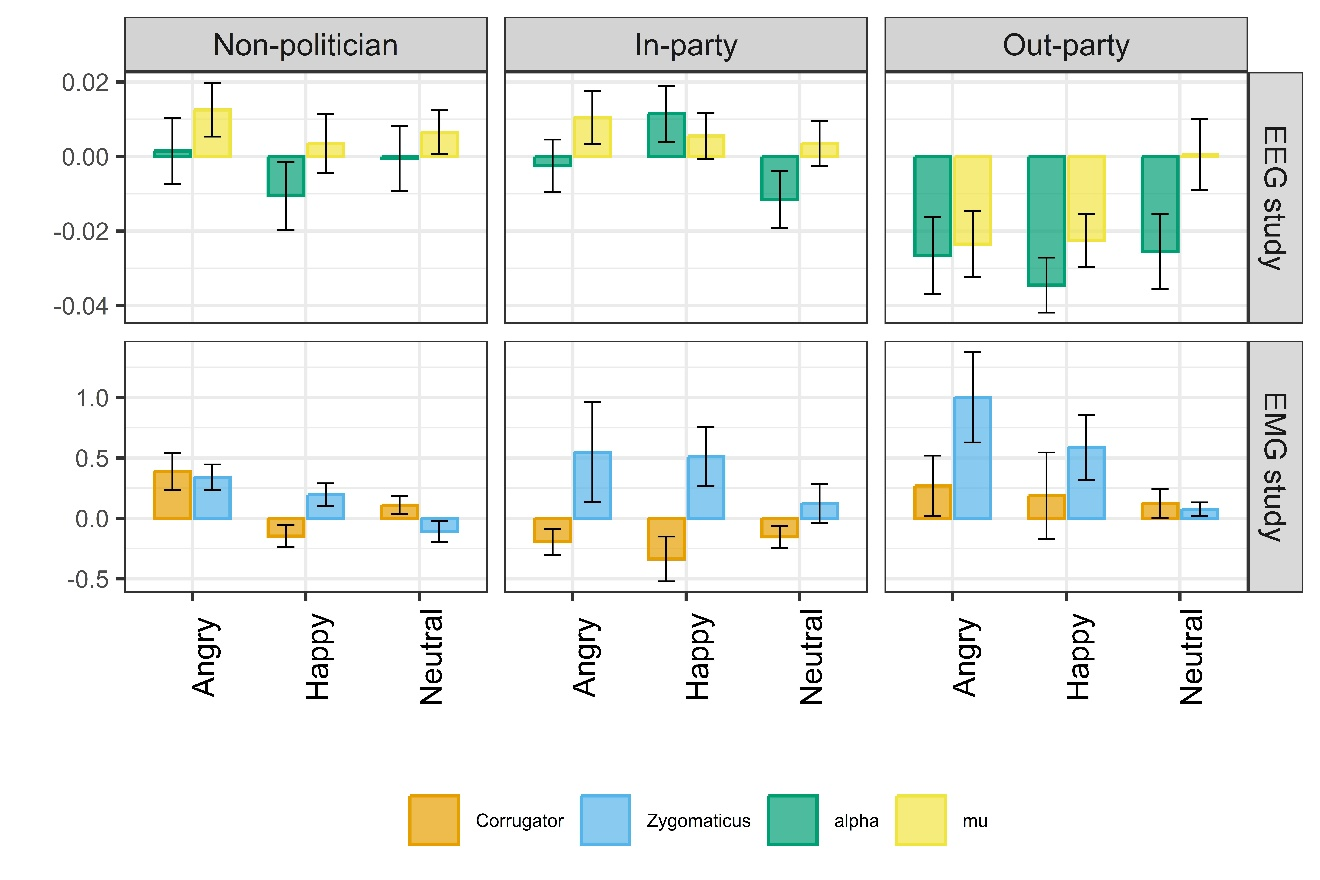 Non-politician In-party Out-party
0.02
0.00
-0.02
-0.04
EEG study
1.0
0.5
0.0
-0.5
EMG study
Angry Happy Neutral Angry Happy Neutral Angry Happy Neutral
Corrugator Zygomaticus alpha mu